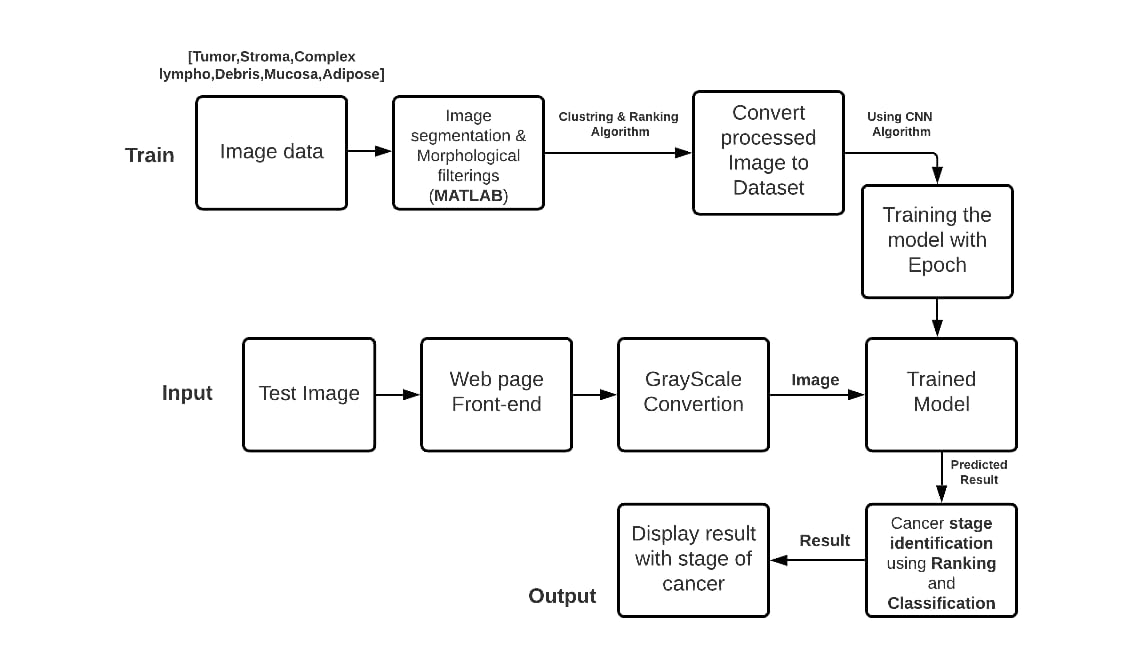 [Tumor,Stroma,Complex
lympho,Debris,Mucosa,Adipose]
Train
Image data
Image
segmentation &
Morphological
filterings
(MATLAB)
Clustring & Ranking
Algorithm
Convert
processed
Image to
Dataset
Using CNN
Algorithm
Training the
model with
Epoch
Input
Test Image
Web page
Front-end
GrayScale
Convertion
Image
Trained
Model
Predicted
Result
Cancer stage
identification
using Ranking
and
Classification
Result
Display result
with stage of
cancer
Output